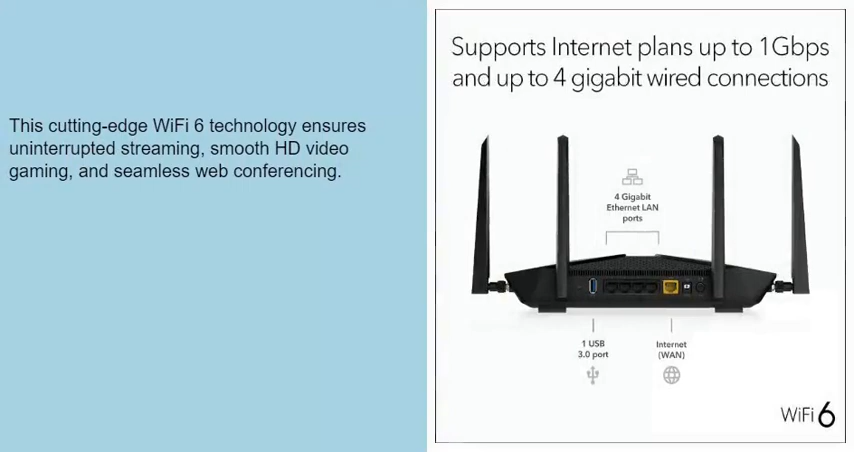 This cutting-edge WiFi 6 technology ensures
uninterrupted streaming, smooth HD video
gaming, and seamless web conferencing.
Supports Internet plans up to 1Gbps
and up to 4 gigabit wired connections
4 Gigabit
Ethernet LAN
ports
1 USB
3.0 port
Internet
(WAN)
WiFi 6